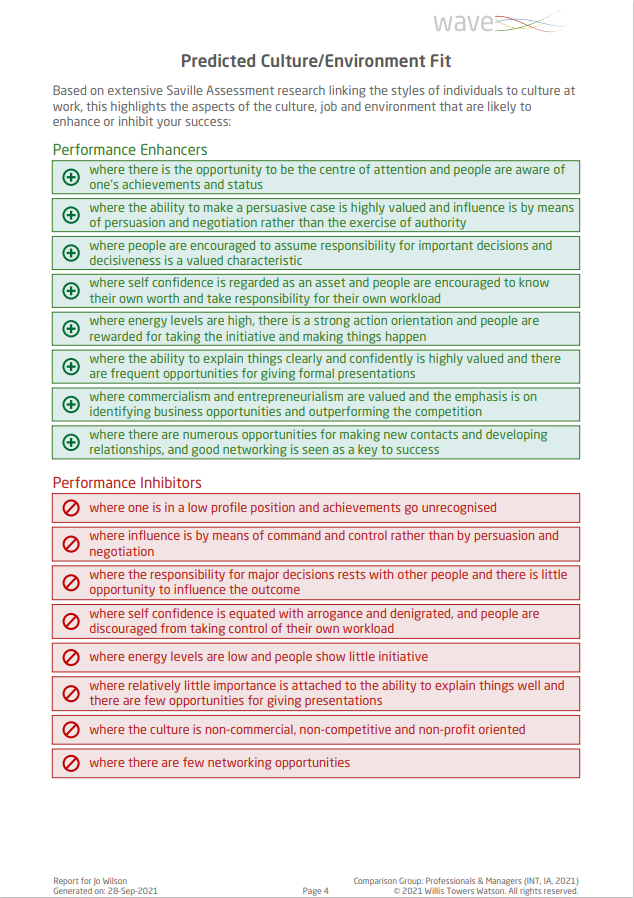 wave
Predicted Culture/Environment Fit
Based on extensive Saville Assessment research linking the styles of individuals to culture at
work, this highlights the aspects of the culture, job and environment that are likely to
enhance or inhibit your success:
Performance Enhancers
where there is the opportunity to be the centre of attention and people are aware of
one's achievements and status
where the ability to make a persuasive case is highly valued and influence is by means
of persuasion and negotiation rather than the exercise of authority
where people are encouraged to assume responsibility for important decisions and
decisiveness is a valued characteristic
where self confidence is regarded as an asset and people are encouraged to know
their own worth and take responsibility for their own workload
where energy levels are high, there is a strong action orientation and people are
rewarded for taking the initiative and making things happen
where the ability to explain things clearly and confidently is highly valued and there
are frequent opportunities for giving formal presentations
where commercialism and entrepreneurialism are valued and the emphasis is on
identifying business opportunities and outperforming the competition
where there are numerous opportunities for making new contacts and developing
relationships, and good networking is seen as a key to success
Performance Inhibitors
where one is in a low profile position and achievements go unrecognised
where influence is by means of command and control rather than by persuasion and
negotiation
where the responsibility for major decisions rests with other people and there is little
opportunity to influence the outcome
where self confidence is equated with arrogance and denigrated, and people are
discouraged from taking control of their own workload
where energy levels are low and people show little initiative
where relatively little importance is attached to the ability to explain things well and
there are few opportunities for giving presentations
where the culture is non-commercial, non-competitive and non-profit oriented
where there are few networking opportunities
Report for Jo Wilson
Generated on: 28-Sep-2021
Page 4
Comparison Group: Professionals & Managers (INT, IA, 2021)
© 2021 Willis Towers Watson. All rights reserved.